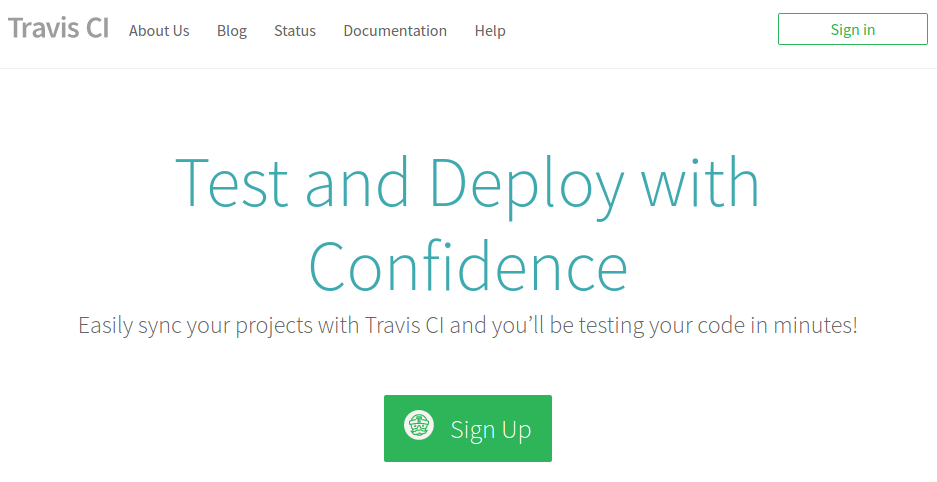 Travis CI About Us Blog Status Documentation Help Sign in
Test and Deploy with
Confidence
Easily sync your projects with Travis CI and you’ll be testing your code in minutes!
Sign Up